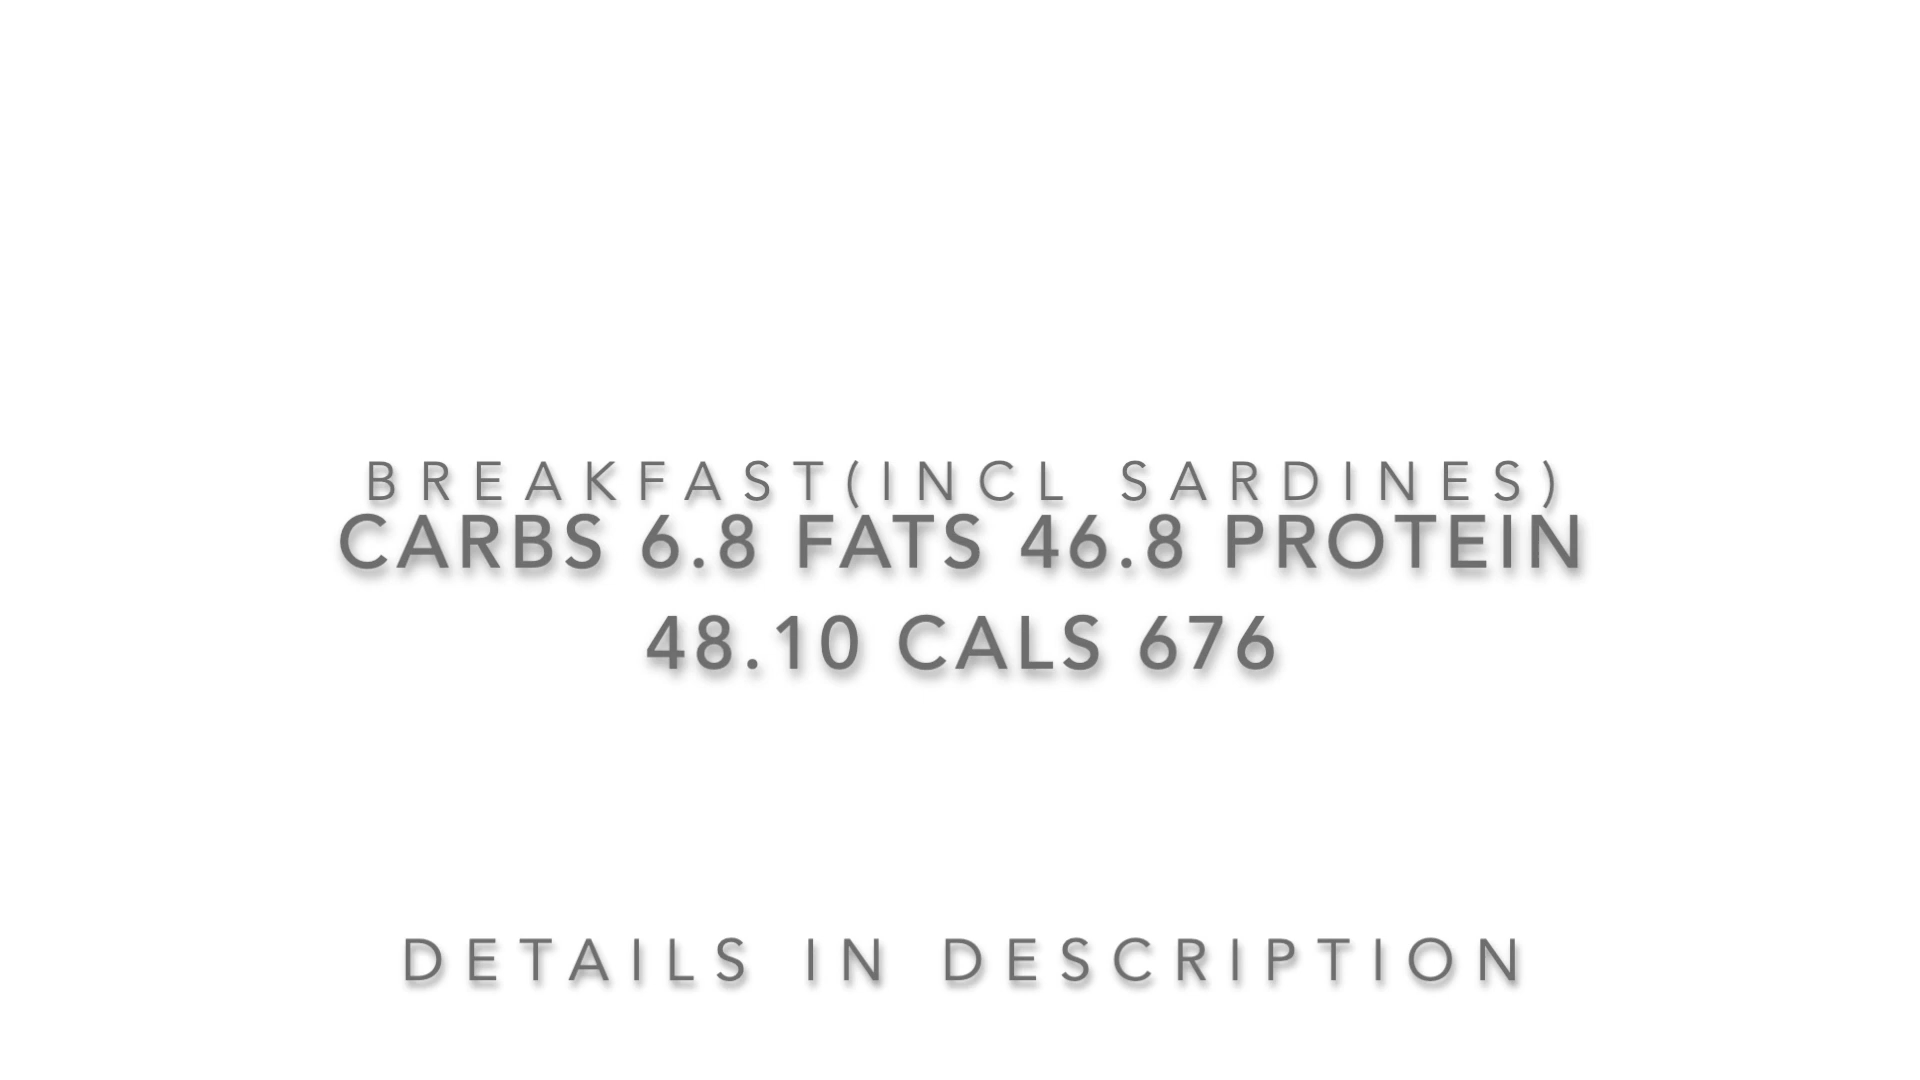 BREAKFAST(INCL SARDINES)
CARBS 6.8 FATS 46.8 PROTEIN
48.10 CALS 676
DETAILS IN DESCRIPTION